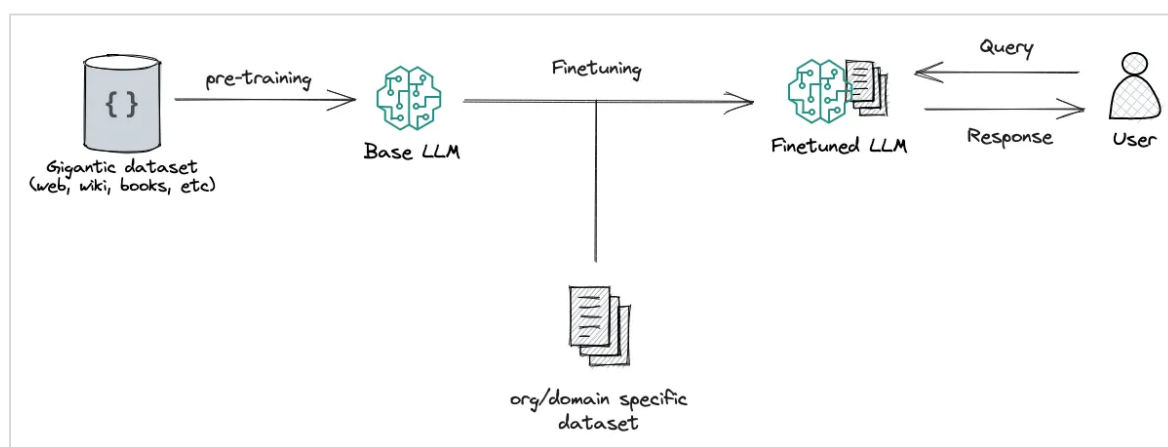 pre-training
Finetuning
Query
{}
Base LLM
Finetuned LLM
Response
User
Gigantic dataset
(web, wiki, books, etc)
org/domain specific
dataset